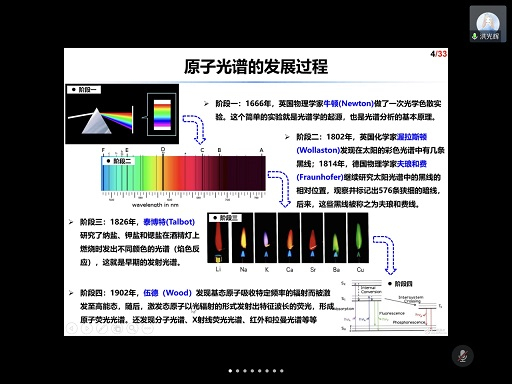 洪光辉
4/33
原子光谱的发展过程
● 阶段一
➢ 阶段一：1666年，英国物理学家牛顿(Newton)做了一次光学色散实
验。这个简单的实验就是光谱学的起源，也是光谱分析的基本原理。
F E D C B A
● 阶段二
wavelength in nm
➢ 阶段二：1802年，英国化学家渥拉斯顿
(Wollaston)发现在太阳的彩色光谱中有几条
黑线；1814年，德国物理学家夫琅和费
(Fraunhofer)继续研究太阳光谱中的黑线的
相对位置，观察并标记出576条狭细的暗线，
后来，这些黑线被称之为夫琅和费线。
➢ 阶段三：1826年，泰博特(Talbot)
研究了钠盐、钾盐和锶盐在酒精灯上
燃烧时发出不同颜色的光谱（焰色反
应），这就是早期的发射光谱。
● 阶段三
Li Na K Ca Sr Ba Cu
➢ 阶段四：1902年，伍德（Wood）发现基态原子吸收特定频率的辐射而被激
发至高能态，随后，激发态原子以光辐射的形式发射出特征波长的荧光，形成
原子荧光光谱。还发现分子光谱、X射线荧光光谱、红外和拉曼光谱等等
● 阶段四
Internal
Conversion
Intersystem
Crossing
Absorption
Fluorescence
Phosphorescence